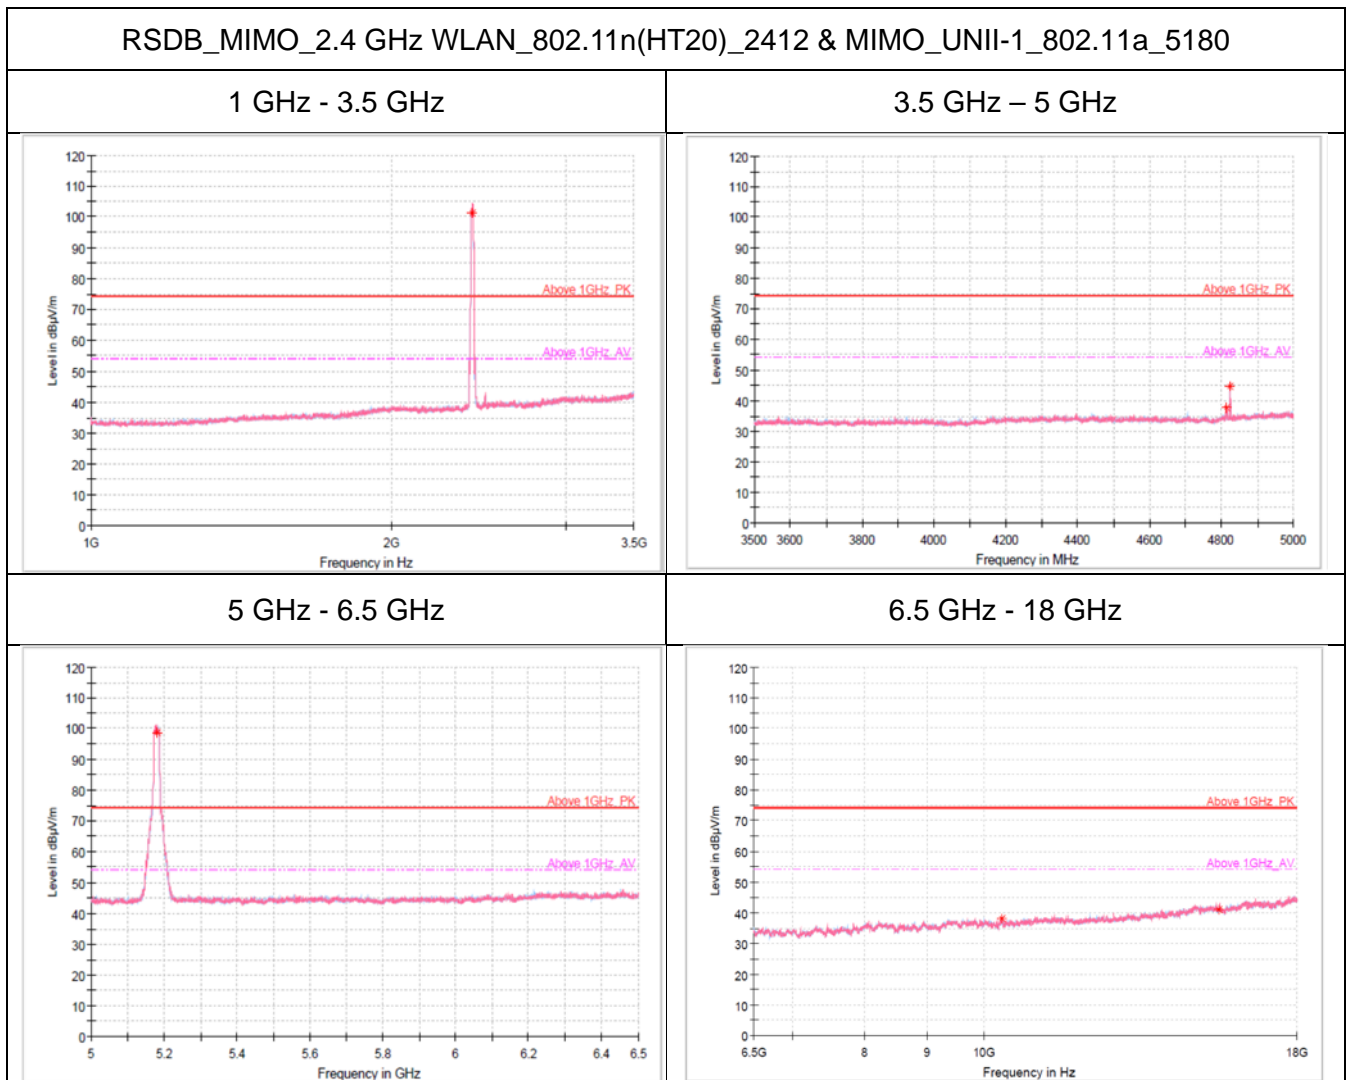 RSDB_MIMO_2.4 GHz WLAN_802.11n(HT20)_2412 & MIMO_UNII-1_802.11a_5180
1 GHz - 3.5 GHz
3.5 GHz – 5 GHz
120
110
100
90
80
70
60
50
40
30
20
10
0
Level in dBµV/m
Above 1GHz_PK
Above 1GHz_AV
1G
2G
3.5G
Frequency in Hz
120
110
100
90
80
70
60
50
40
30
20
10
0
Level in dBµV/m
Above 1GHz_PK
Above 1GHz_AV
3500 3600 3800 4000 4200 4400 4600 4800 5000
Frequency in MHz
5 GHz - 6.5 GHz
6.5 GHz - 18 GHz
120
110
100
90
80
70
60
50
40
30
20
10
0
Level in dBµV/m
Above 1GHz_PK
Above 1GHz_AV
5 5.2 5.4 5.6 5.8 6 6.2 6.4 6.5
Frequency in GHz
120
110
100
90
80
70
60
50
40
30
20
10
0
Level in dBµV/m
Above 1GHz_PK
Above 1GHz_AV
6.5G 8 9 10G 18G
Frequency in Hz